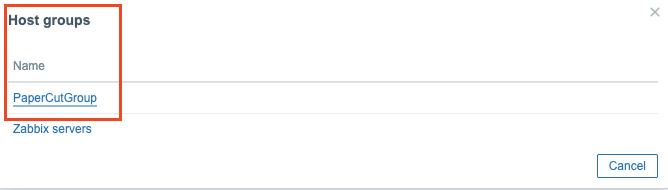 Host groups
Name
PaperCutGroup
Zabbix servers
Cancel